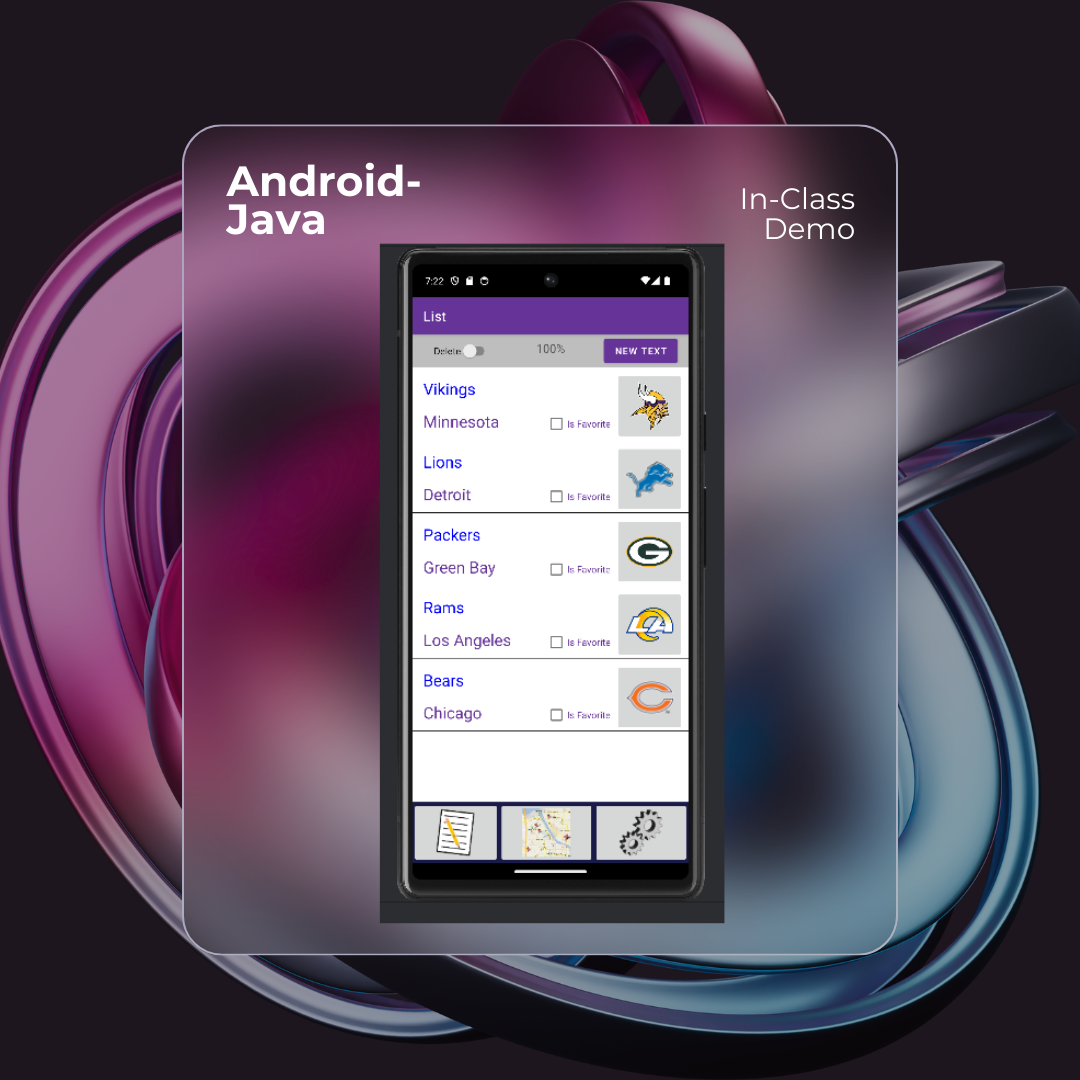 Android-
Java
In-Class
Demo
7:22
List
Delete 100% NEW TEXT
Vikings
Minnesota Is Favorite
Lions
Detroit Is Favorite
Packers
Green Bay Is Favorite
G
Rams
Los Angeles Is Favorite
LA
Bears
Chicago Is Favorite
C